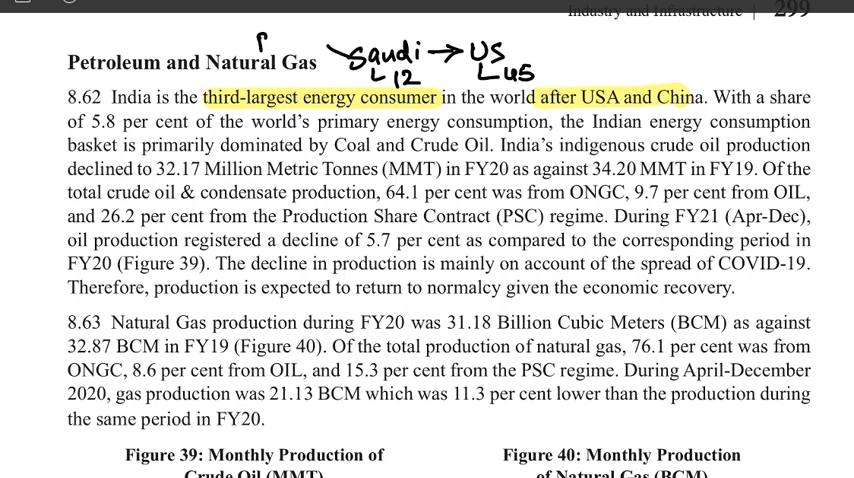 Industry and Infrastructure | 299
Petroleum and Natural Gas Saudi → US
12 45
8.62 India is the third-largest energy consumer in the world after USA and China. With a share
of 5.8 per cent of the world's primary energy consumption, the Indian energy consumption
basket is primarily dominated by Coal and Crude Oil. India's indigenous crude oil production
declined to 32.17 Million Metric Tonnes (MMT) in FY20 as against 34.20 MMT in FY19. Of the
total crude oil & condensate production, 64.1 per cent was from ONGC, 9.7 per cent from OIL,
and 26.2 per cent from the Production Share Contract (PSC) regime. During FY21 (Apr-Dec),
oil production registered a decline of 5.7 per cent as compared to the corresponding period in
FY20 (Figure 39). The decline in production is mainly on account of the spread of COVID-19.
Therefore, production is expected to return to normalcy given the economic recovery.
8.63 Natural Gas production during FY20 was 31.18 Billion Cubic Meters (BCM) as against
32.87 BCM in FY19 (Figure 40). Of the total production of natural gas, 76.1 per cent was from
ONGC, 8.6 per cent from OIL, and 15.3 per cent from the PSC regime. During April-December
2020, gas production was 21.13 BCM which was 11.3 per cent lower than the production during
the same period in FY20.
Figure 39: Monthly Production of Figure 40: Monthly Production
Crude Oil (MMT) of Natural Gas (BCM)